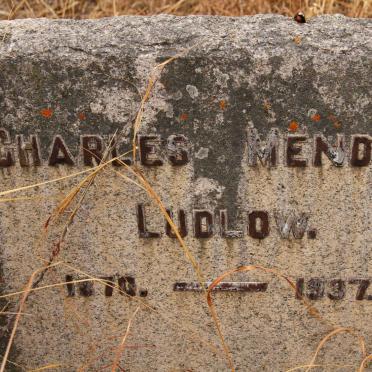 CHARLES MEND
LUDLOW.
1870. — 1937.